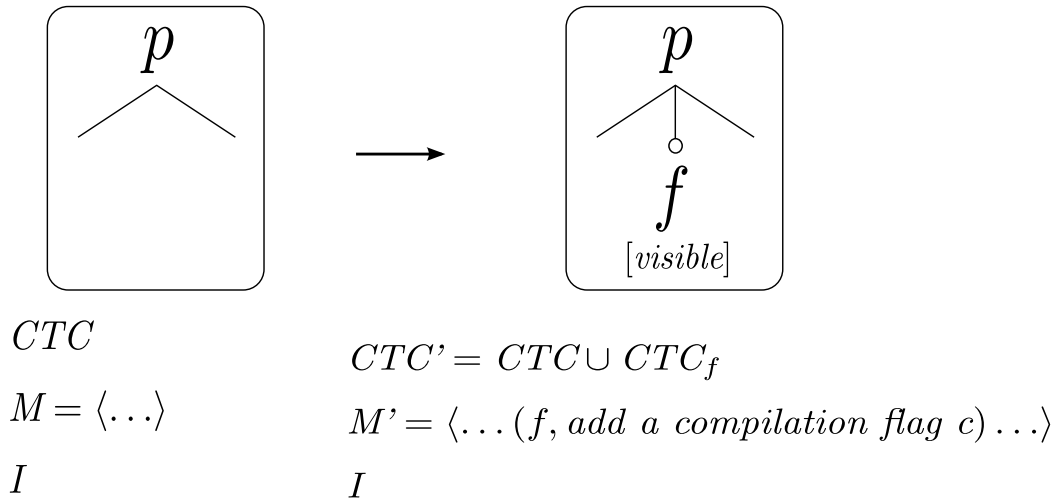 p
p
f
[visible]
CTC
M = ⟨...⟩
I
CTC’ = CTC ∪ CTC_f
M’ = ⟨...(f, add a compilation flag c)...⟩
I